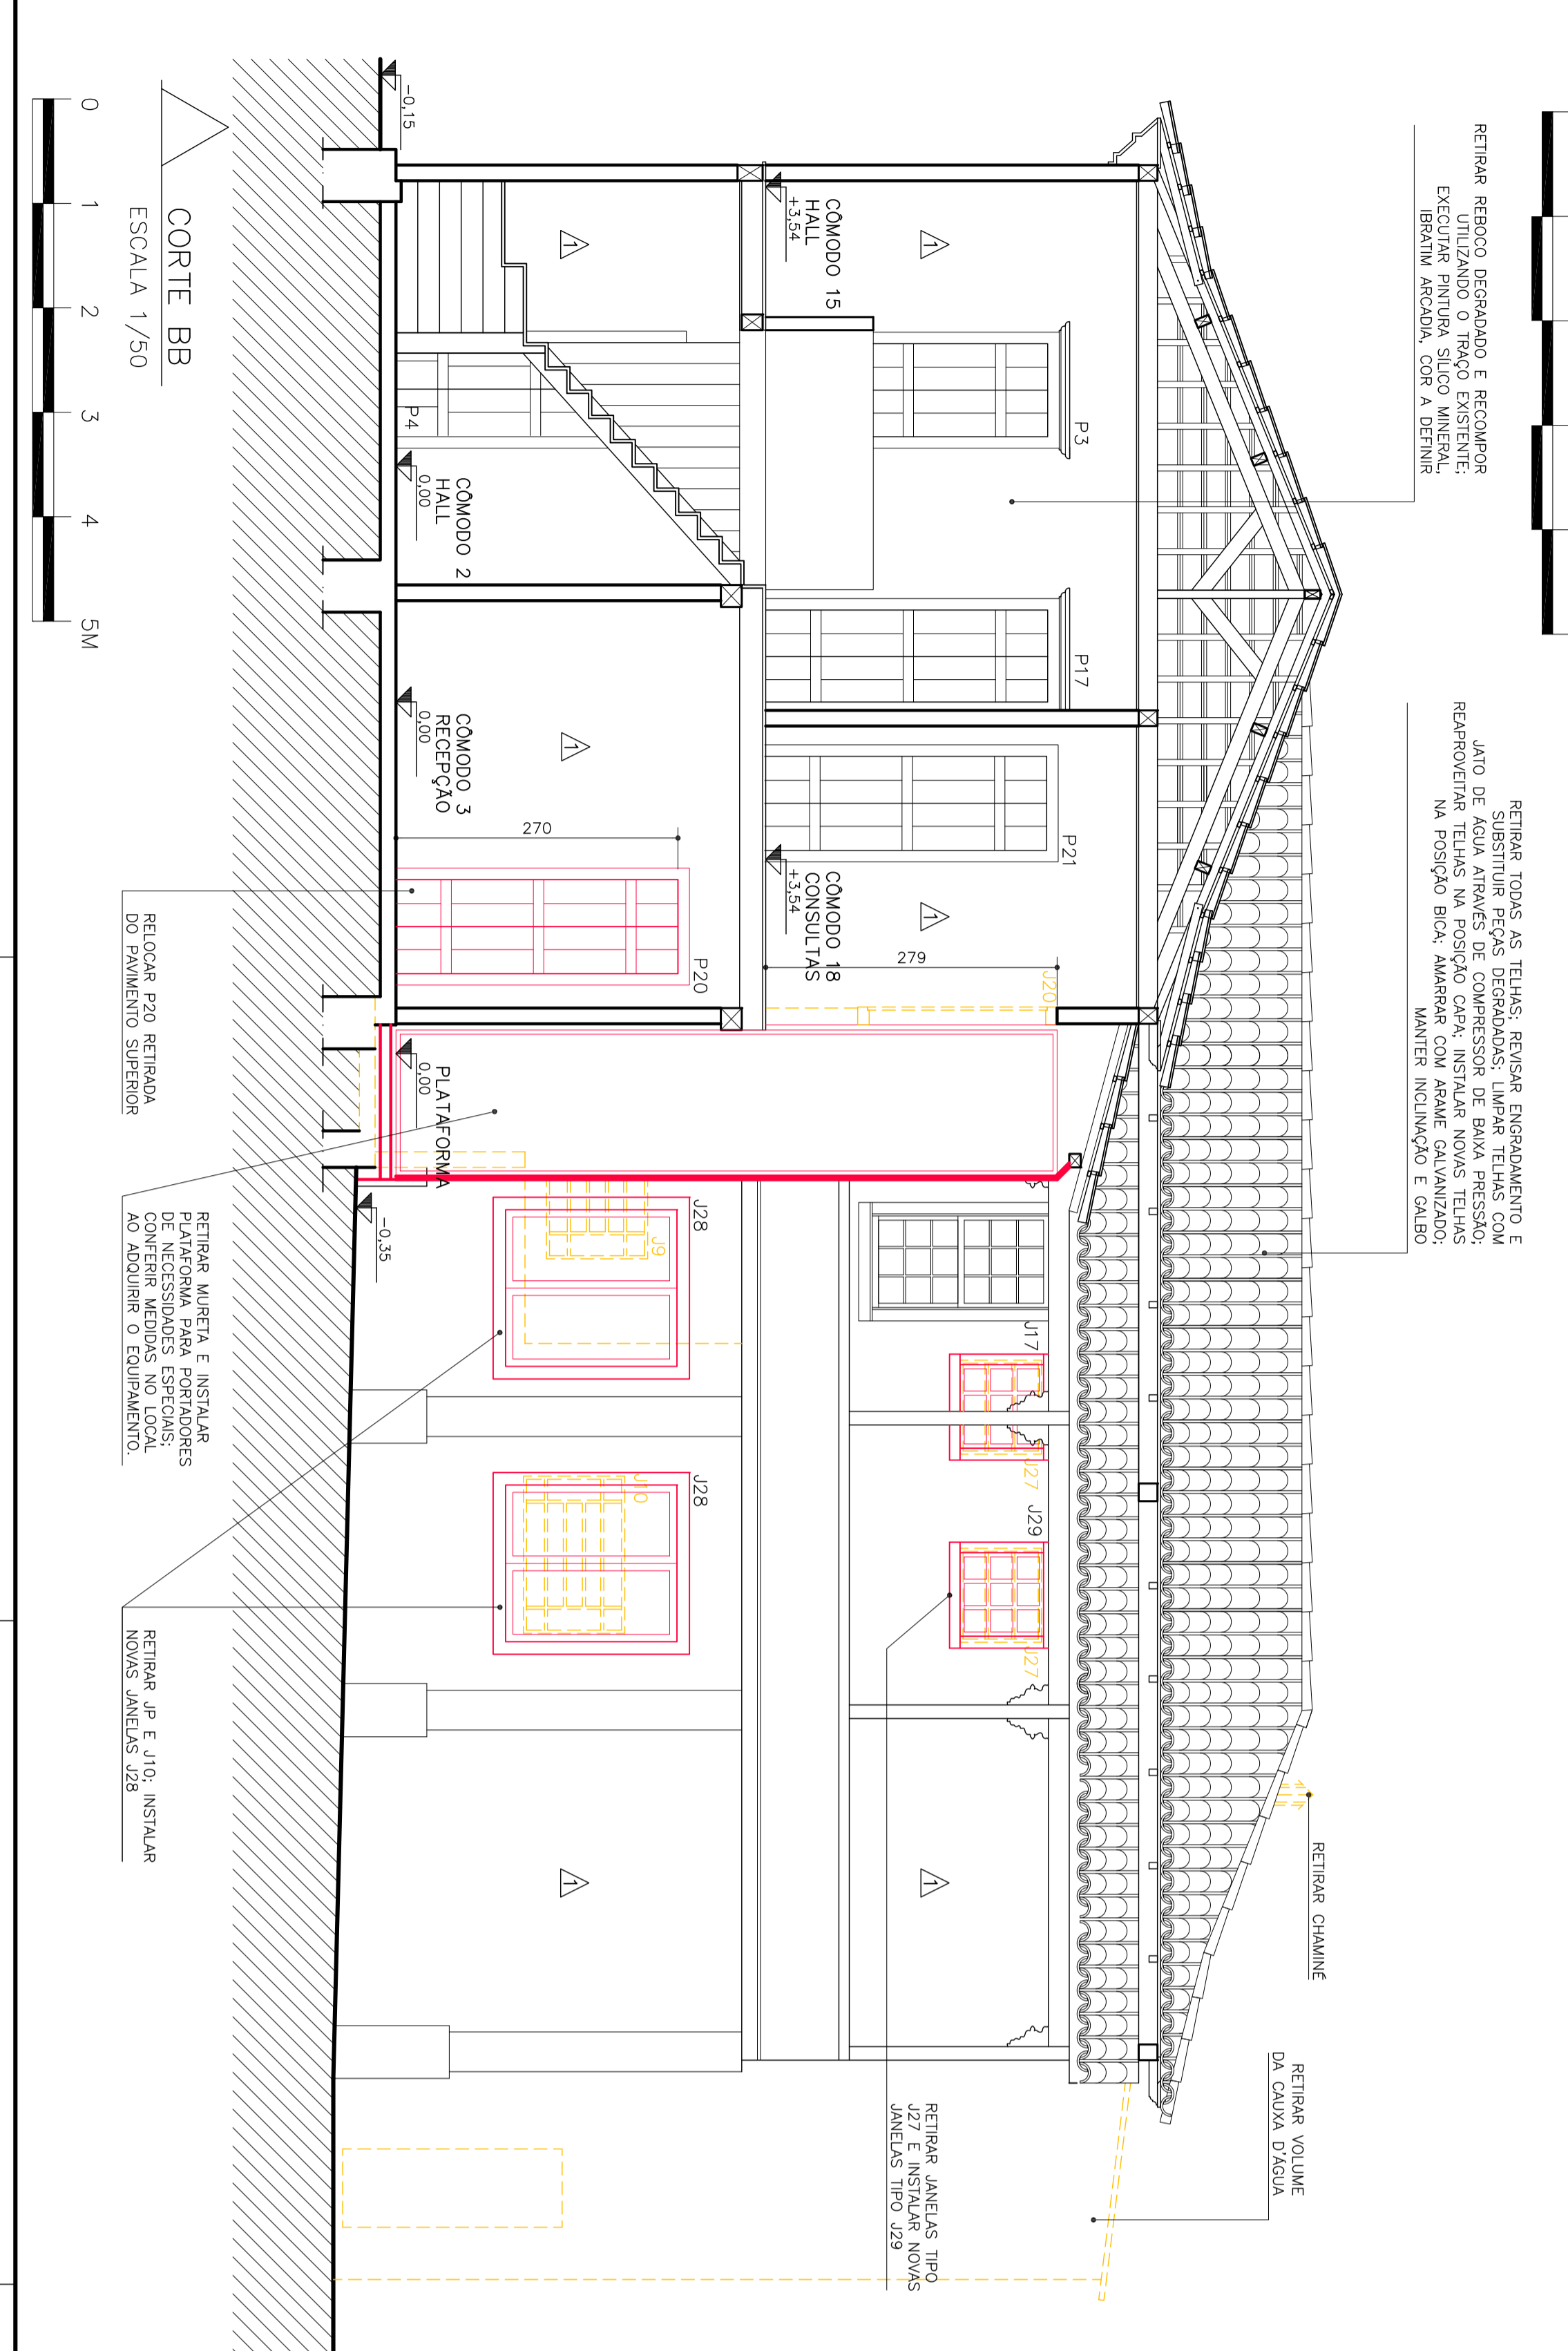 RETIRAR REBOCO DEGRADADO E RECOMPOR
UTILIZANDO O TRAÇO EXISTENTE;
EXECUTAR PINTURA SÍLICO MINERAL,
IBRATIM ARCADIA, COR A DEFINIR
RETIRAR TODAS AS TELHAS; REVISAR ENGRADAMENTO E
SUBSTITUIR PEÇAS DEGRADADAS; LIMPAR TELHAS COM
JATO DE ÁGUA ATRAVÉS DE COMPRESSOR DE BAIXA PRESSÃO;
REAPROVEITAR TELHAS NA POSIÇÃO CAPA; INSTALAR NOVAS TELHAS
NA POSIÇÃO BICA; AMARRAR COM ARAME GALVANIZADO;
MANTER INCLINAÇÃO E GALBO
RETIRAR CHAMINÉ
RETIRAR VOLUME
DA CAUXA D'ÁGUA
P3
P17
P21
J20
279
1
1
1
CÔMODO 15
HALL
+3,54
CÔMODO 18
CONSULTAS
+3,54
J17
J27
J29
J27
RETIRAR JANELAS TIPO
J27 E INSTALAR NOVAS
JANELAS TIPO J29
1
1
1
P4
CÔMODO 2
HALL
0,00
CÔMODO 3
RECEPÇÃO
0,00
270
P20
PLATAFORMA
0,00
J28
J9
J28
J10
-0,15
-0,35
RELOCAR P20 RETIRADA
DO PAVIMENTO SUPERIOR
RETIRAR MURETA E INSTALAR
PLATAFORMA PARA PORTADORES
DE NECESSIDADES ESPECIAIS;
CONFERIR MEDIDAS NO LOCAL
AO ADQUIRIR O EQUIPAMENTO.
RETIRAR JP E J10; INSTALAR
NOVAS JANELAS J28
CORTE BB
ESCALA 1/50
0 1 2 3 4 5M